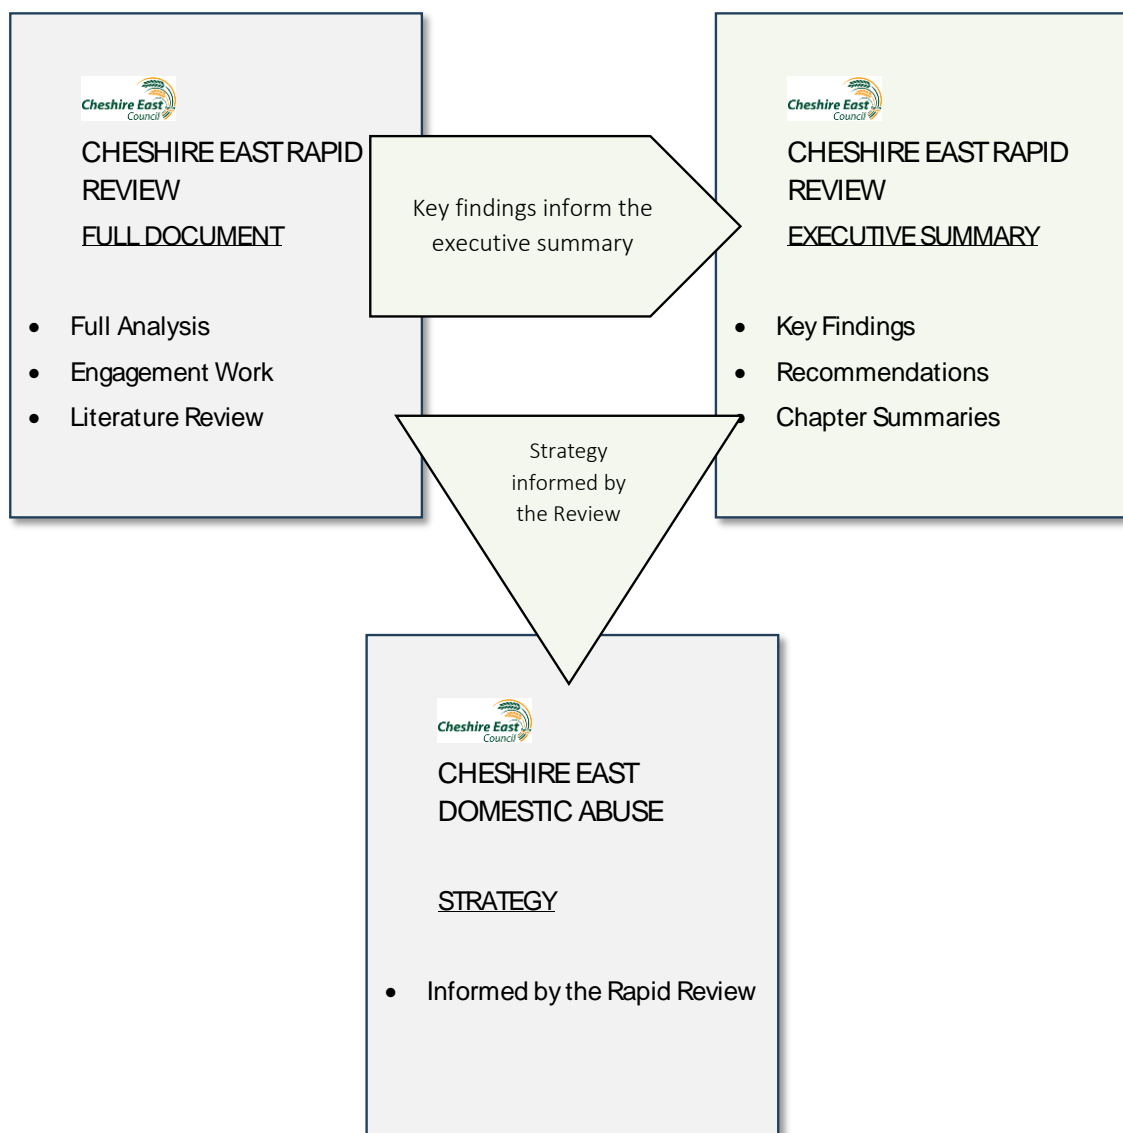 Cheshire East
Council
CHESHIRE EAST RAPID
REVIEW
FULL DOCUMENT
• Full Analysis
• Engagement Work
• Literature Review
Key findings inform the
executive summary
Cheshire East
Council
CHESHIRE EAST RAPID
REVIEW
EXECUTIVE SUMMARY
• Key Findings
• Recommendations
• Chapter Summaries
Strategy
informed by
the Review
Cheshire East
Council
CHESHIRE EAST
DOMESTIC ABUSE
STRATEGY
• Informed by the Rapid Review